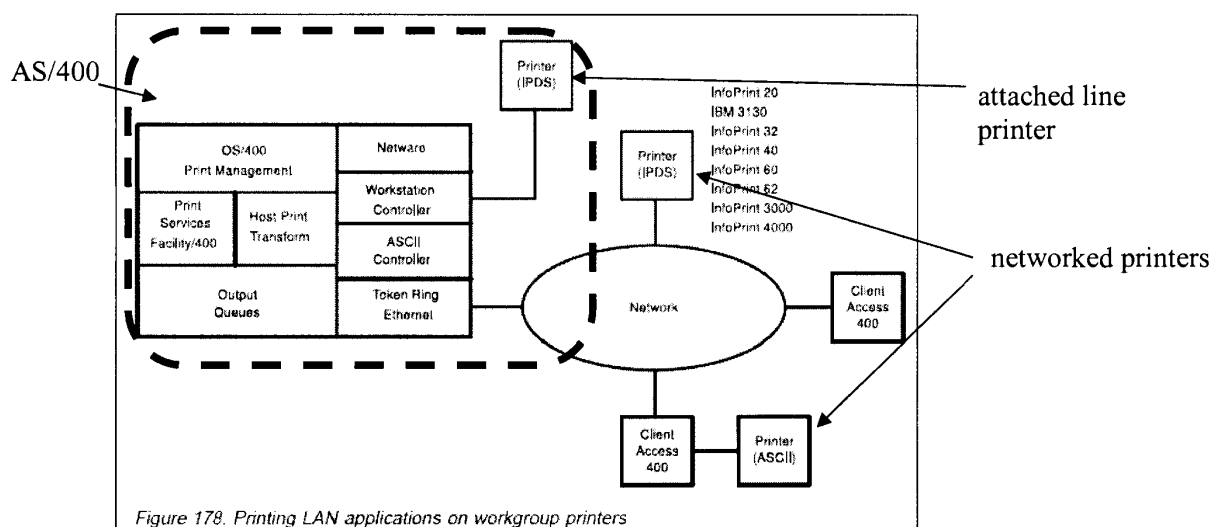 AS/400
Printer
(IPDS)
attached line
printer
InfoPrint 20
IBM 3130
InfoPrint 32
InfoPrint 40
InfoPrint 60
InfoPrint 62
InfoPrint 3000
InfoPrint 4000
Printer
(IPDS)
OS/400
Print Management
Print
Services
Facility/400
Host Print
Transform
Output
Queues
Netware
Workstation
Controller
ASCII
Controller
Token Ring
Ethernet
Network
networked printers
Client
Access
400
Client
Access
400
Printer
(ASCII)
Figure 178. Printing LAN applications on workgroup printers